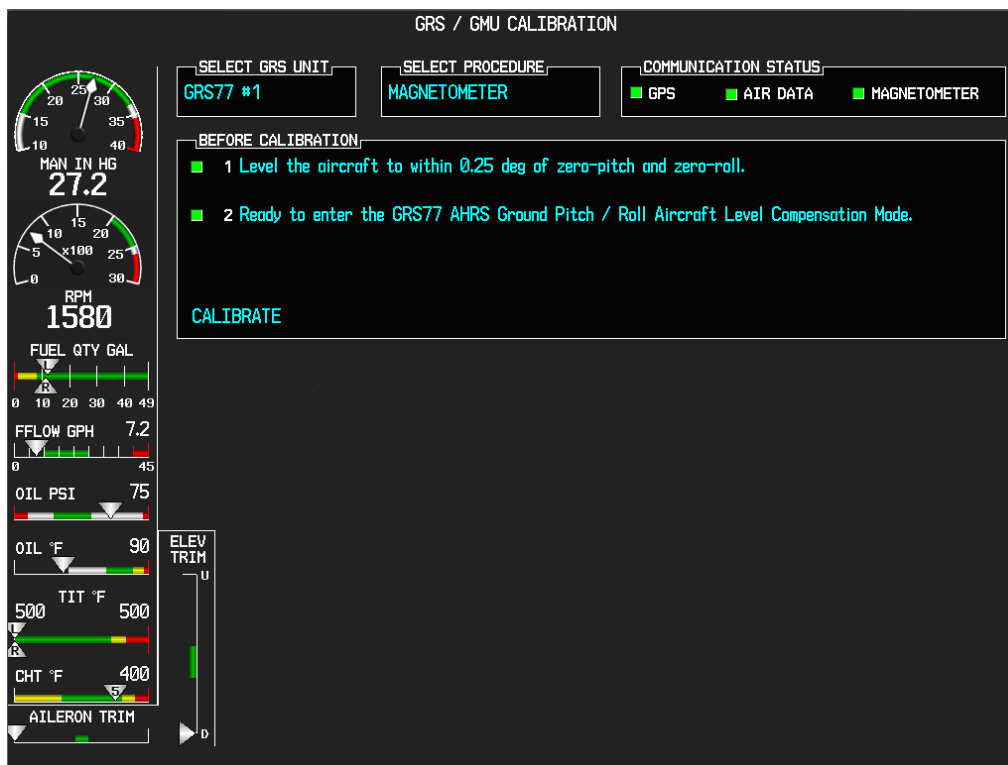 GRS / GMU CALIBRATION
SELECT GRS UNIT
GRS77 #1
SELECT PROCEDURE
MAGNETOMETER
COMMUNICATION STATUS
GPS AIR DATA MAGNETOMETER
BEFORE CALIBRATION
1 Level the aircraft to within 0.25 deg of zero-pitch and zero-roll.
2 Ready to enter the GRS77 AHRS Ground Pitch / Roll Aircraft Level Compensation Mode.
CALIBRATE
10 15 20 25 30 35 40
MAN IN HG
27.2
0 5 10 15 20 25 30
x100
RPM
1580
FUEL QTY GAL
L
R
0 10 20 30 40 49
FFLOW GPH 7.2
0 45
OIL PSI 75
OIL °F 90
TIT °F
500 500
L
R
CHT °F 400
5
AILERON TRIM
ELEV
TRIM
U
D